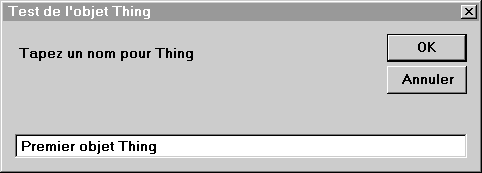 Test de l'objet Thing
Tapez un nom pour Thing
OK
Annuler
Premier objet Thing